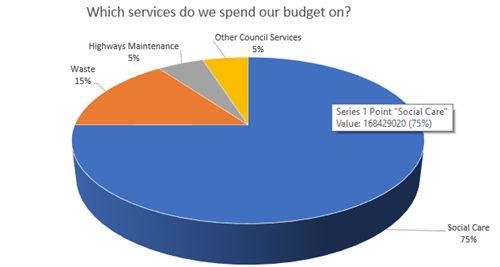 Which services do we spend our budget on?
Other Council Services
5%
Highways Maintenance
5%
Waste
15%
Series 1 Point "Social Care"
Value: 168429020 (75%)
Social Care
75%